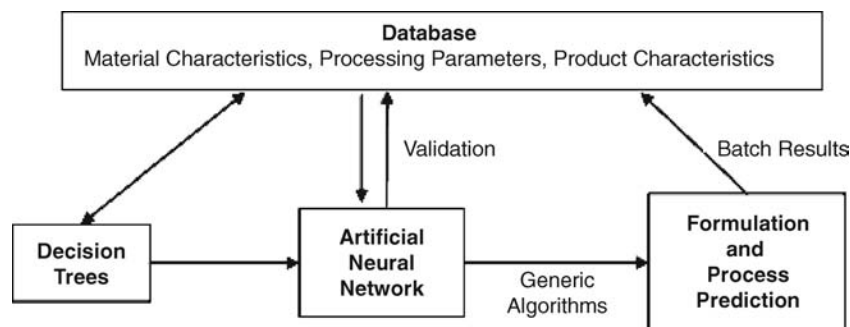 Database
Material Characteristics, Processing Parameters, Product Characteristics
Validation
Batch Results
Decision
Trees
Artificial
Neural
Network
Generic
Algorithms
Formulation
and
Process
Prediction